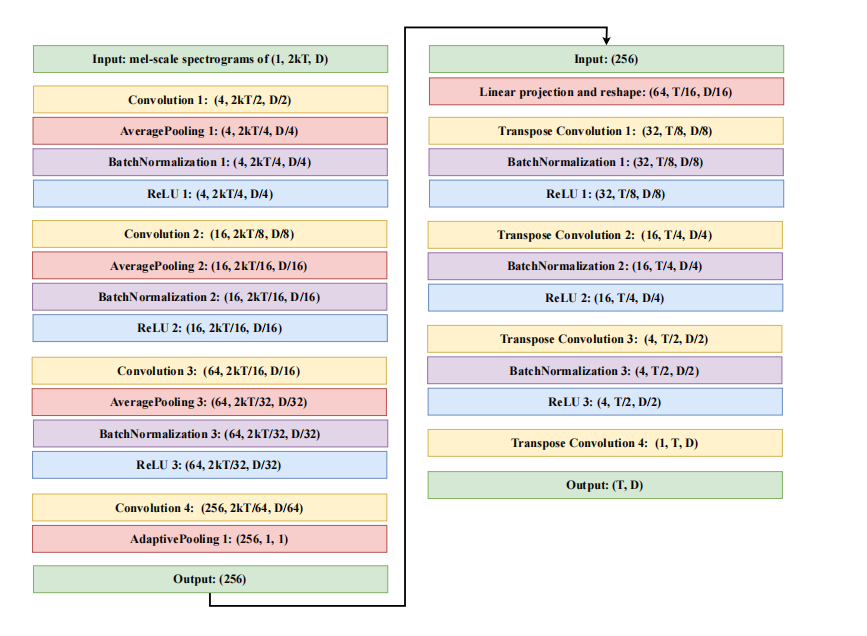 Input: mel-scale spectrograms of (1, 2kT, D)
Convolution 1: (4, 2kT/2, D/2)
AveragePooling 1: (4, 2kT/4, D/4)
BatchNormalization 1: (4, 2kT/4, D/4)
ReLU 1: (4, 2kT/4, D/4)
Convolution 2: (16, 2kT/8, D/8)
AveragePooling 2: (16, 2kT/16, D/16)
BatchNormalization 2: (16, 2kT/16, D/16)
ReLU 2: (16, 2kT/16, D/16)
Convolution 3: (64, 2kT/16, D/16)
AveragePooling 3: (64, 2kT/32, D/32)
BatchNormalization 3: (64, 2kT/32, D/32)
ReLU 3: (64, 2kT/32, D/32)
Convolution 4: (256, 2kT/64, D/64)
AdaptivePooling 1: (256, 1, 1)
Output: (256)
Input: (256)
Linear projection and reshape: (64, T/16, D/16)
Transpose Convolution 1: (32, T/8, D/8)
BatchNormalization 1: (32, T/8, D/8)
ReLU 1: (32, T/8, D/8)
Transpose Convolution 2: (16, T/4, D/4)
BatchNormalization 2: (16, T/4, D/4)
ReLU 2: (16, T/4, D/4)
Transpose Convolution 3: (4, T/2, D/2)
BatchNormalization 3: (4, T/2, D/2)
ReLU 3: (4, T/2, D/2)
Transpose Convolution 4: (1, T, D)
Output: (T, D)